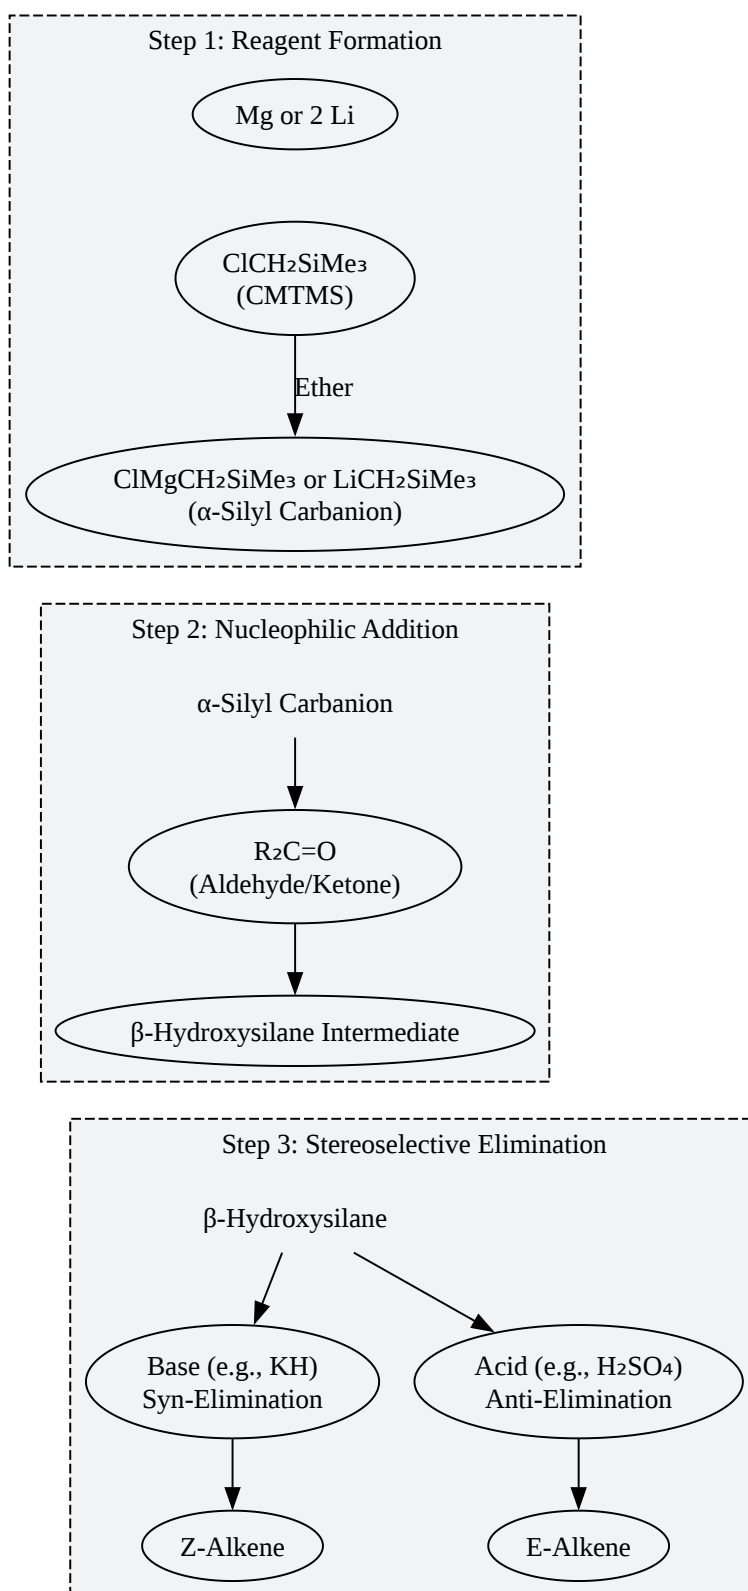 Step 1: Reagent Formation
Mg or 2 Li
ClCH₂SiMe₃
(CMTMS)
Ether
ClMgCH₂SiMe₃ or LiCH₂SiMe₃
(α-Silyl Carbanion)
Step 2: Nucleophilic Addition
α-Silyl Carbanion
R₂C=O
(Aldehyde/Ketone)
β-Hydroxysilane Intermediate
Step 3: Stereoselective Elimination
β-Hydroxysilane
Base (e.g., KH)
Syn-Elimination
Acid (e.g., H₂SO₄)
Anti-Elimination
Z-Alkene
E-Alkene